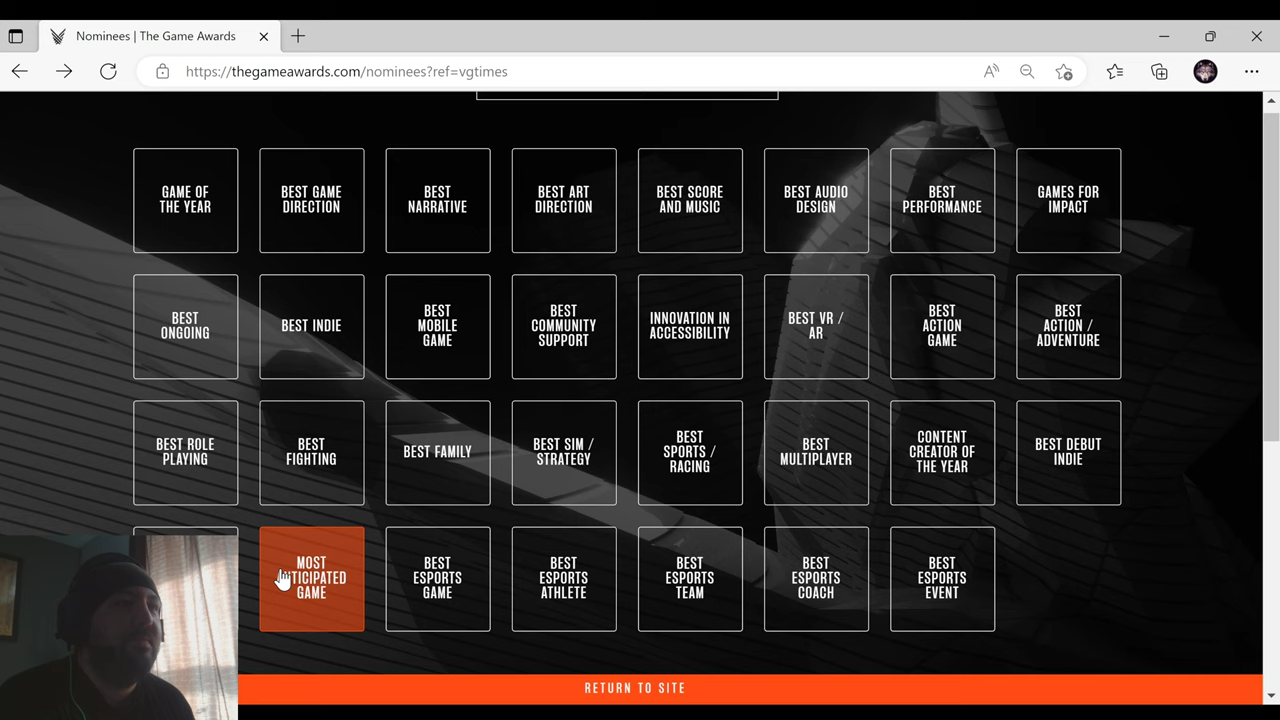 Nominees | The Game Awards
https://thegameawards.com/nominees?ref=vgtimes
GAME OF
THE YEAR
BEST GAME
DIRECTION
BEST
NARRATIVE
BEST ART
DIRECTION
BEST SCORE
AND MUSIC
BEST AUDIO
DESIGN
BEST
PERFORMANCE
GAMES FOR
IMPACT
BEST
ONGOING
BEST INDIE
BEST
MOBILE
GAME
BEST
COMMUNITY
SUPPORT
INNOVATION IN
ACCESSIBILITY
BEST VR /
AR
BEST
ACTION
GAME
BEST
ACTION /
ADVENTURE
BEST ROLE
PLAYING
BEST
FIGHTING
BEST FAMILY
BEST SIM /
STRATEGY
BEST
SPORTS /
RACING
BEST
MULTIPLAYER
CONTENT
CREATOR OF
THE YEAR
BEST DEBUT
INDIE
MOST
ANTICIPATED
GAME
BEST
ESPORTS
GAME
BEST
ESPORTS
ATHLETE
BEST
ESPORTS
TEAM
BEST
ESPORTS
COACH
BEST
ESPORTS
EVENT
RETURN TO SITE